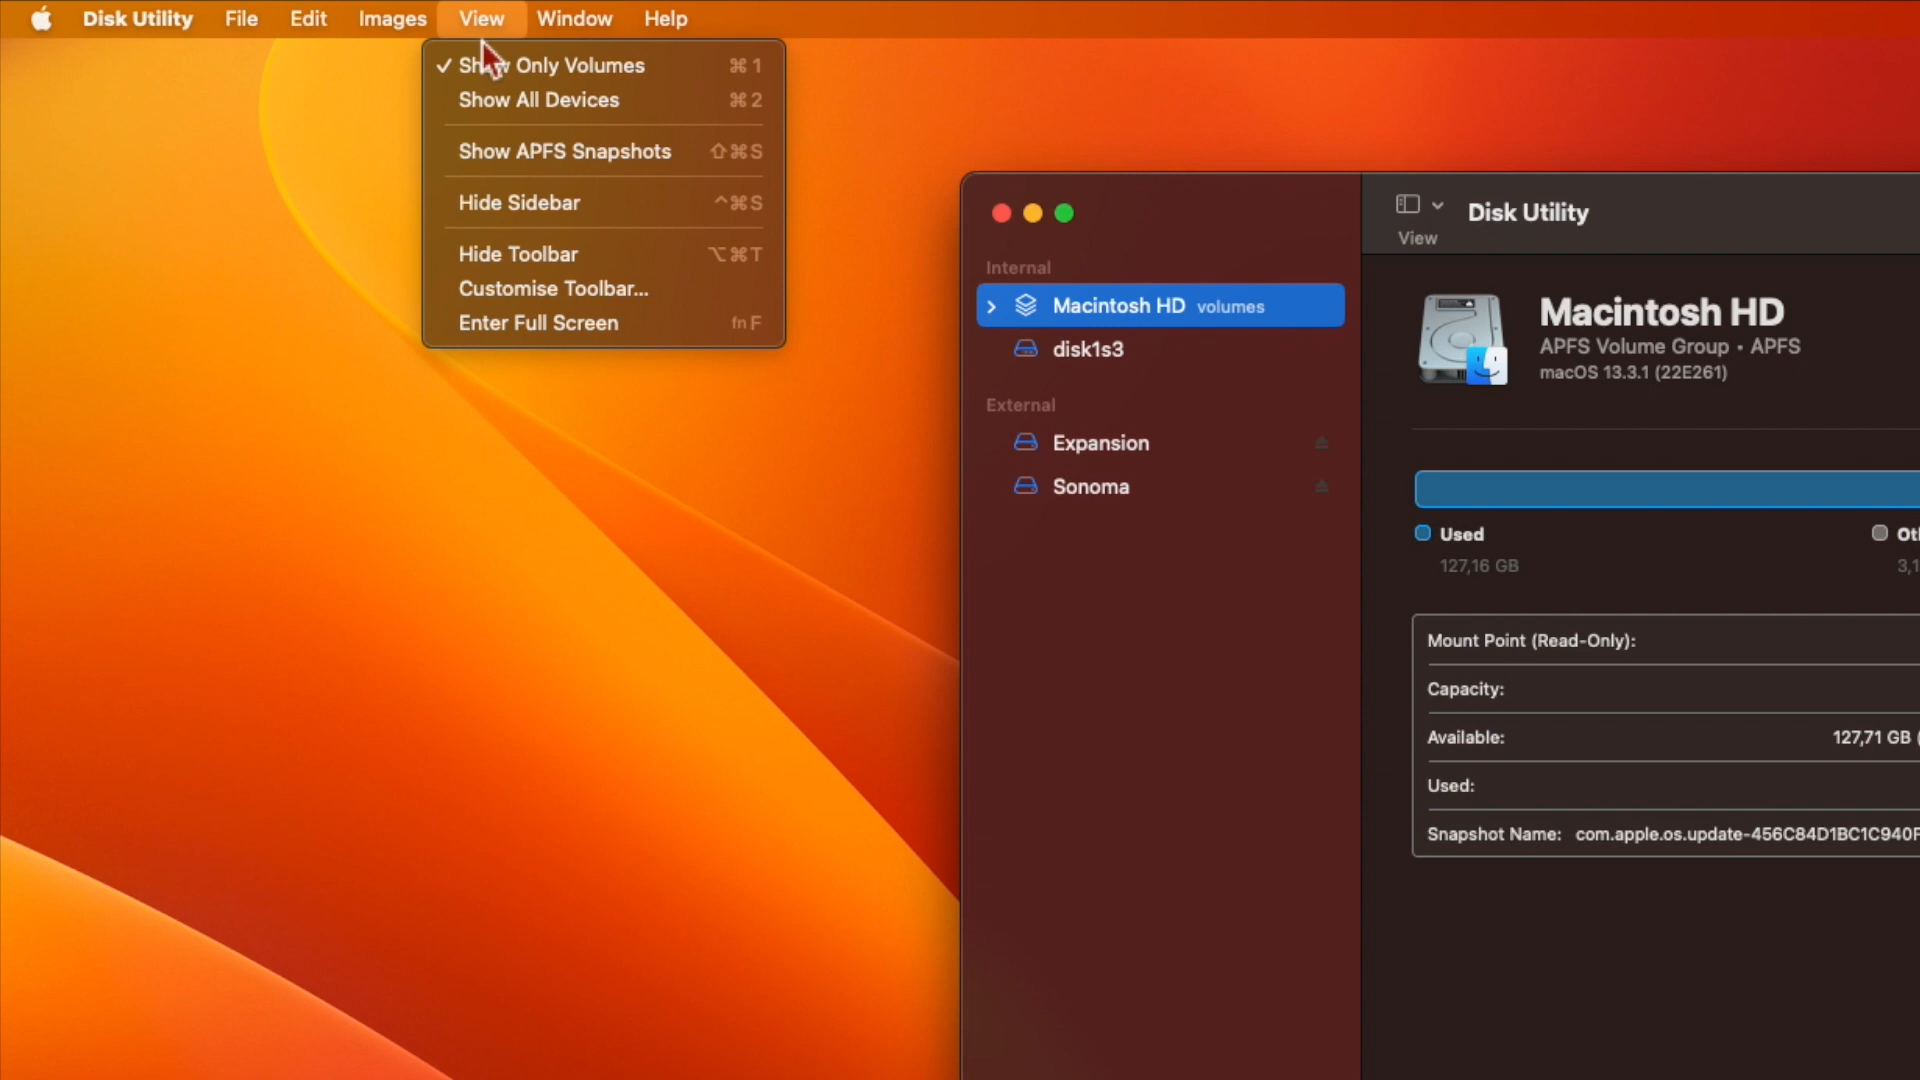 Disk Utility File Edit Images View Window Help
✓ Show Only Volumes ⌘ 1
Show All Devices ⌘ 2
Show APFS Snapshots ⇧⌘S
Hide Sidebar ^⌘S
Hide Toolbar ⌥⌘T
Customise Toolbar...
Enter Full Screen fn F
View
Disk Utility
Internal
Macintosh HD volumes
disk1s3
External
Expansion
Sonoma
Macintosh HD
APFS Volume Group • APFS
macOS 13.3.1 (22E261)
Used
127,16 GB
3,1
Mount Point (Read-Only):
Capacity:
Available: 127,71 GB (
Used:
Snapshot Name: com.apple.os.update-456C84D1BC1C940F